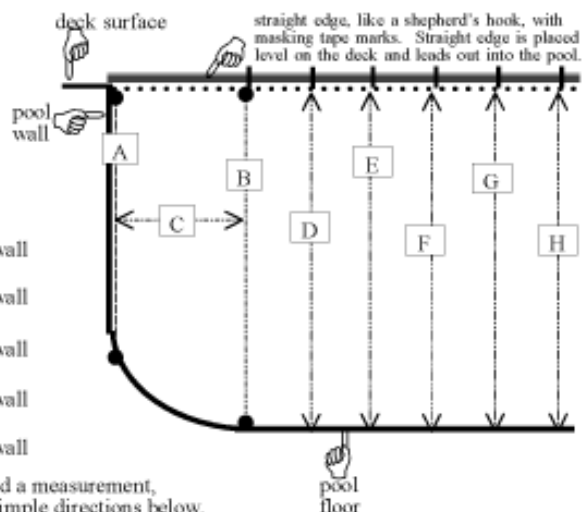 deck surface
straight edge, like a shepherd's hook, with
masking tape marks. Straight edge is placed
level on the deck and leads out into the pool.
pool
wall
A
B
C
D
E
F
G
H
wall
wall
wall
wall
wall
d a measurement,
imple directions below.
pool
floor